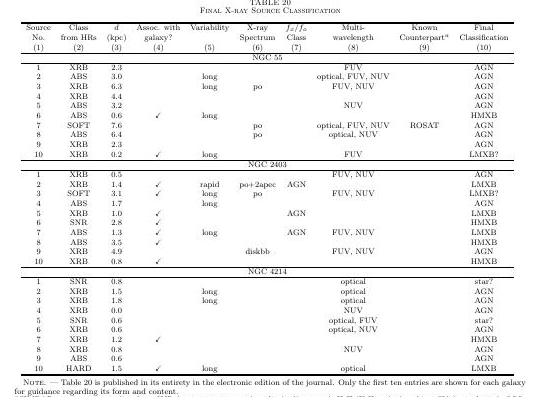 TABLE 20
FINAL X-RAY SOURCE CLASSIFICATION
Source Class d Assoc. with Variability X-ray fx/fo Multi- Known Final
No. from HRs (kpc) galaxy? Spectrum Class wavelength Counterpart^a Classification
(1) (2) (3) (4) (5) (6) (7) (8) (9) (10)
NGC 55
1 XRB 2.3 FUV AGN
2 ABS 3.0 long optical, FUV, NUV AGN
3 XRB 6.3 long po FUV, NUV AGN
4 XRB 4.4 AGN
5 ABS 3.2 NUV AGN
6 ABS 0.6 ✓ long HMXB
7 SOFT 7.6 po optical, FUV, NUV ROSAT AGN
8 ABS 6.4 po optical, NUV AGN
9 XRB 2.3 AGN
10 XRB 0.2 ✓ long FUV LMXB?
NGC 2403
1 XRB 0.5 FUV, NUV AGN
2 XRB 1.4 ✓ rapid po+2apec AGN LMXB
3 SOFT 3.1 ✓ long po FUV, NUV LMXB?
4 ABS 1.7 long AGN
5 XRB 1.0 ✓ AGN LMXB
6 SNR 2.8 ✓ HMXB
7 ABS 1.3 ✓ long AGN FUV, NUV LMXB
8 ABS 3.5 ✓ HMXB
9 XRB 4.9 diskbb FUV, NUV AGN
10 XRB 0.8 ✓ HMXB
NGC 4214
1 SNR 0.8 optical star?
2 XRB 1.5 long optical AGN
3 XRB 1.8 long optical AGN
4 XRB 0.0 NUV AGN
5 SNR 0.6 optical, FUV star?
6 XRB 0.6 optical, NUV AGN
7 XRB 1.2 ✓ HMXB
8 XRB 0.8 NUV AGN
9 ABS 0.6 AGN
10 HARD 1.5 ✓ long optical LMXB
NOTE. — Table 20 is published in its entirety in the electronic edition of the journal. Only the first ten entries are shown for each galaxy
for guidance regarding its form and content.